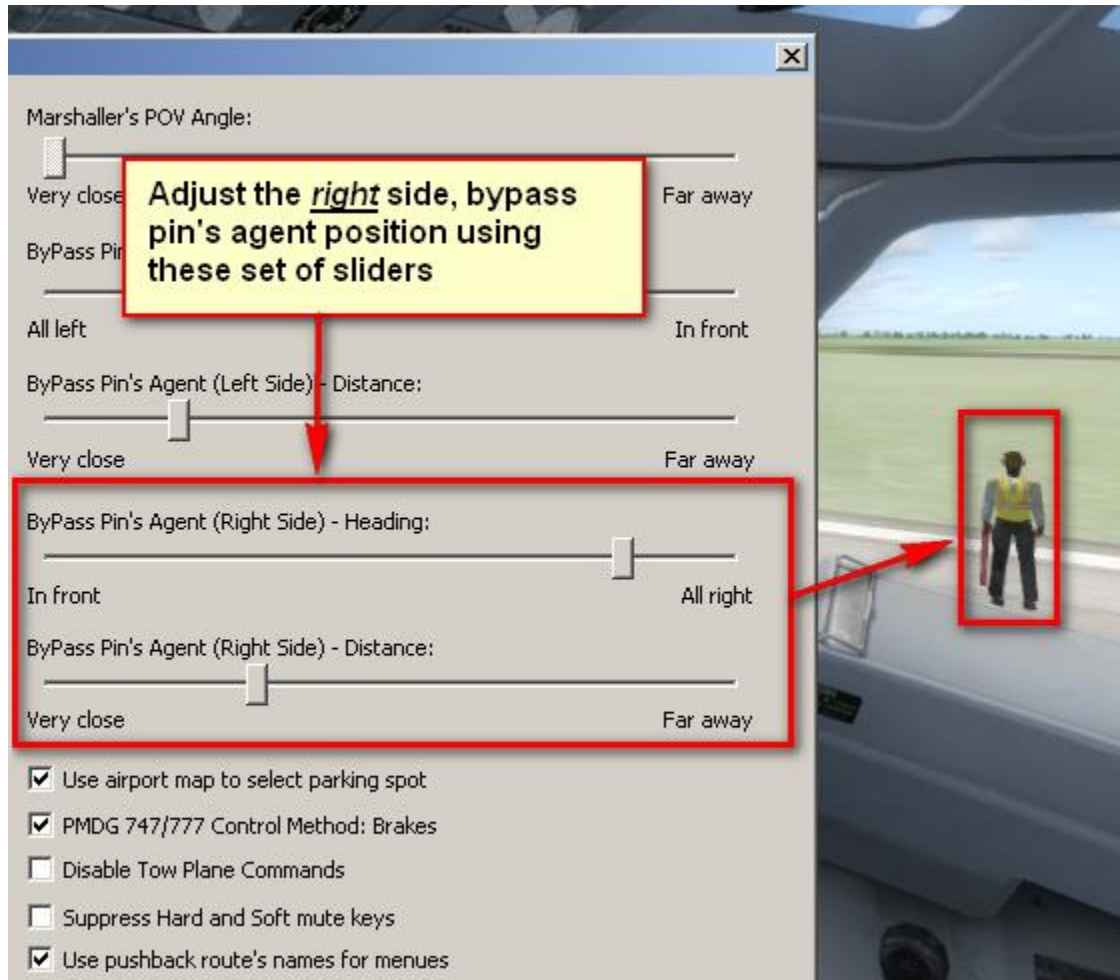 Marshaller's POV Angle:
Very close
Far away
Adjust the right side, bypass
pin's agent position using
these set of sliders
ByPass
All left
In front
ByPass Pin's Agent (Left Side) - Distance:
Very close
Far away
ByPass Pin's Agent (Right Side) - Heading:
In front
All right
ByPass Pin's Agent (Right Side) - Distance:
Very close
Far away
Use airport map to select parking spot
PMDG 747/777 Control Method: Brakes
Disable Tow Plane Commands
Suppress Hard and Soft mute keys
Use pushback route's names for menues